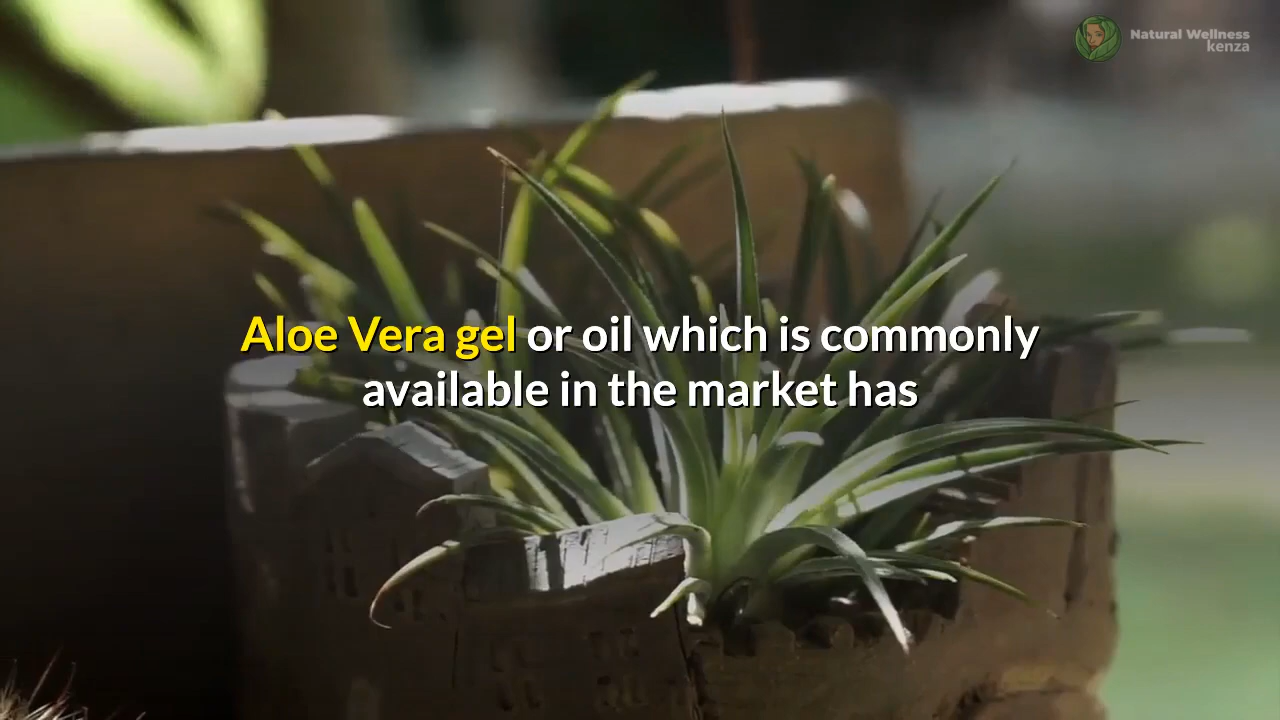 Natural Wellness
kenza
Aloe Vera gel or oil which is commonly
available in the market has